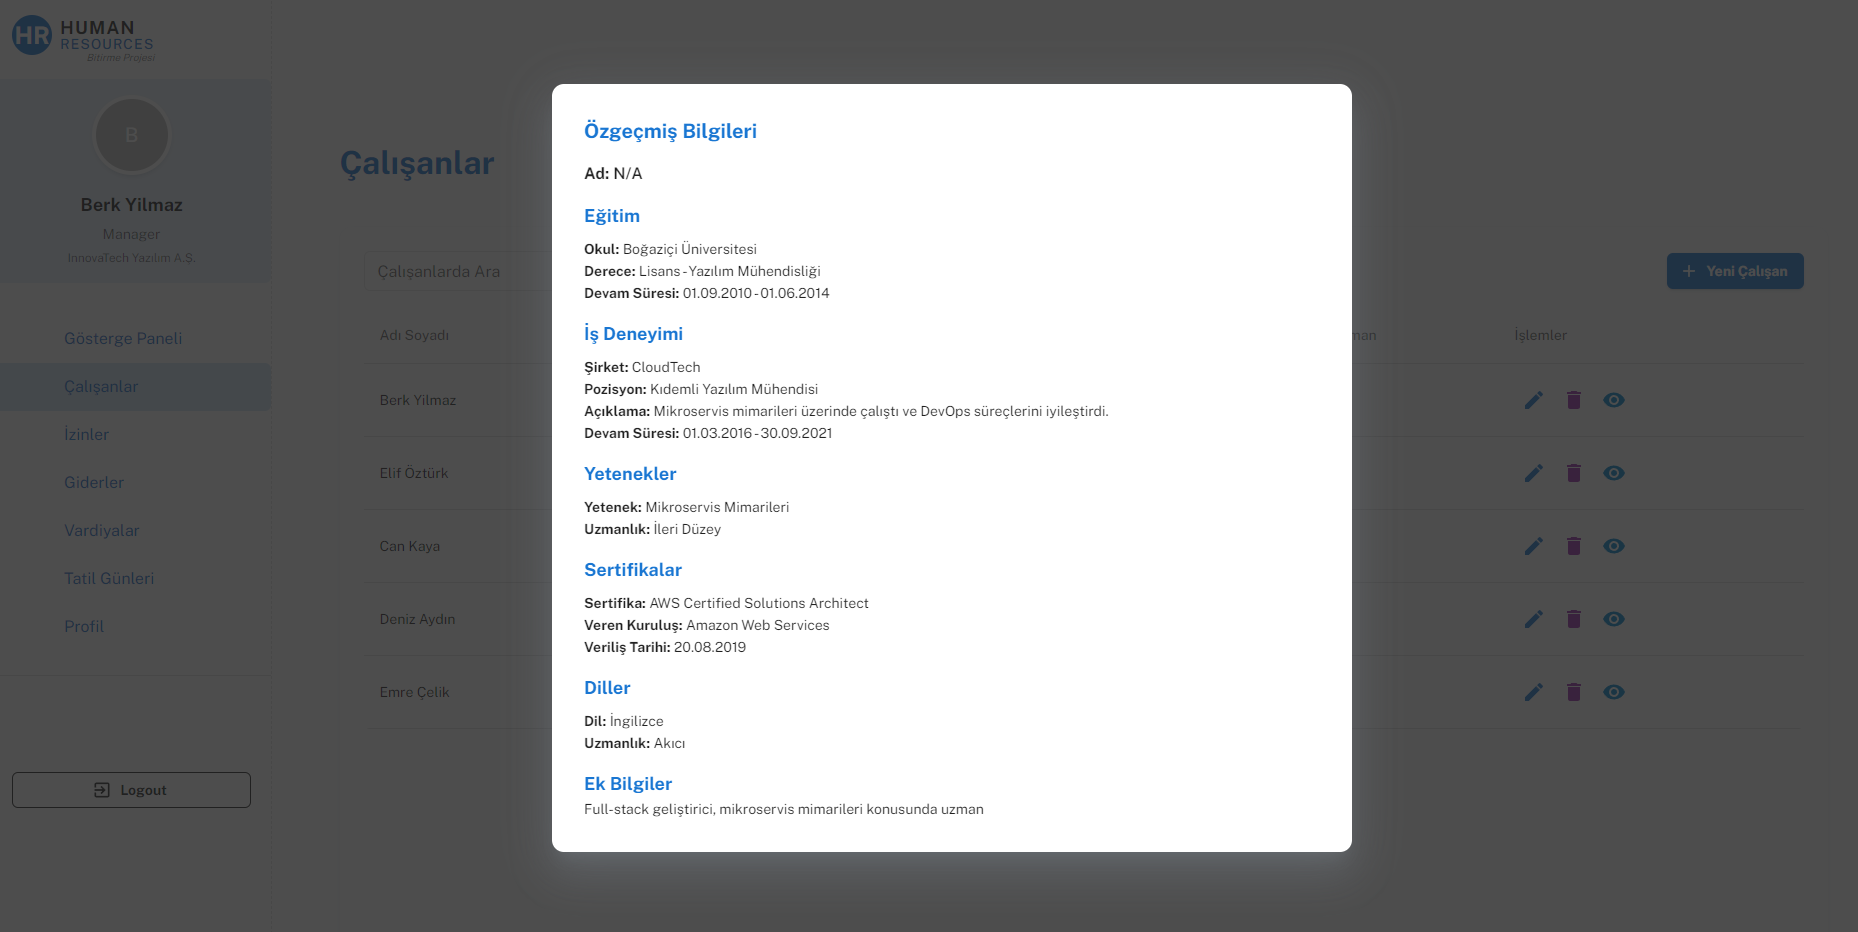 HR
HUMAN
RESOURCES
Bitirme Projesi
B
Berk Yilmaz
Manager
InnovaTech Yazılım A.Ş.
Gösterge Paneli
Çalışanlar
İzinler
Giderler
Vardiyalar
Tatil Günleri
Profil
Logout
Çalışanlar
Çalışanlarda Ara
Yeni Çalışan
Adı Soyadı
İşlemler
Berk Yilmaz
Elif Öztürk
Can Kaya
Deniz Aydın
Emre Çelik
Özgeçmiş Bilgileri
Ad: N/A
Eğitim
Okul: Boğaziçi Üniversitesi
Derece: Lisans - Yazılım Mühendisliği
Devam Süresi: 01.09.2010 - 01.06.2014
İş Deneyimi
Şirket: CloudTech
Pozisyon: Kıdemli Yazılım Mühendisi
Açıklama: Mikroservis mimarileri üzerinde çalıştı ve DevOps süreçlerini iyileştirdi.
Devam Süresi: 01.03.2016 - 30.09.2021
Yetenekler
Yetenek: Mikroservis Mimarileri
Uzmanlık: İleri Düzey
Sertifikalar
Sertifika: AWS Certified Solutions Architect
Veren Kuruluş: Amazon Web Services
Veriliş Tarihi: 20.08.2019
Diller
Dil: İngilizce
Uzmanlık: Akıcı
Ek Bilgiler
Full-stack geliştirici, mikroservis mimarileri konusunda uzman